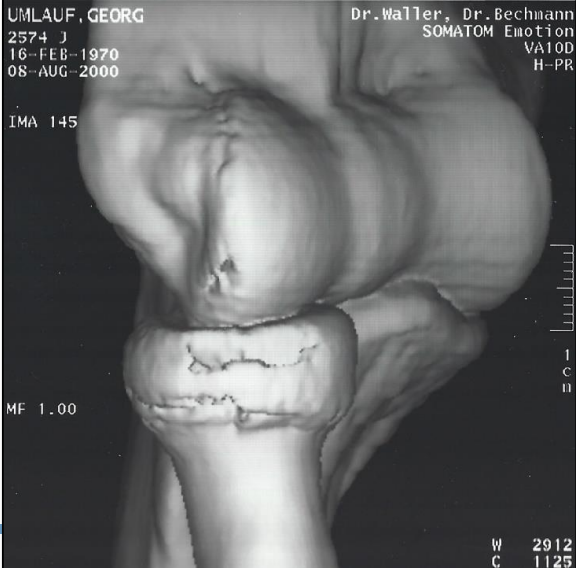 UMLAUF, GEORG
2574 J
16-FEB-1970
08-AUG-2000
Dr.Waller, Dr.Bechmann
SOMATOM Emotion
VA10D
H-PR
IMA 145
1
c
m
MF 1.00
W 2912
C 1125